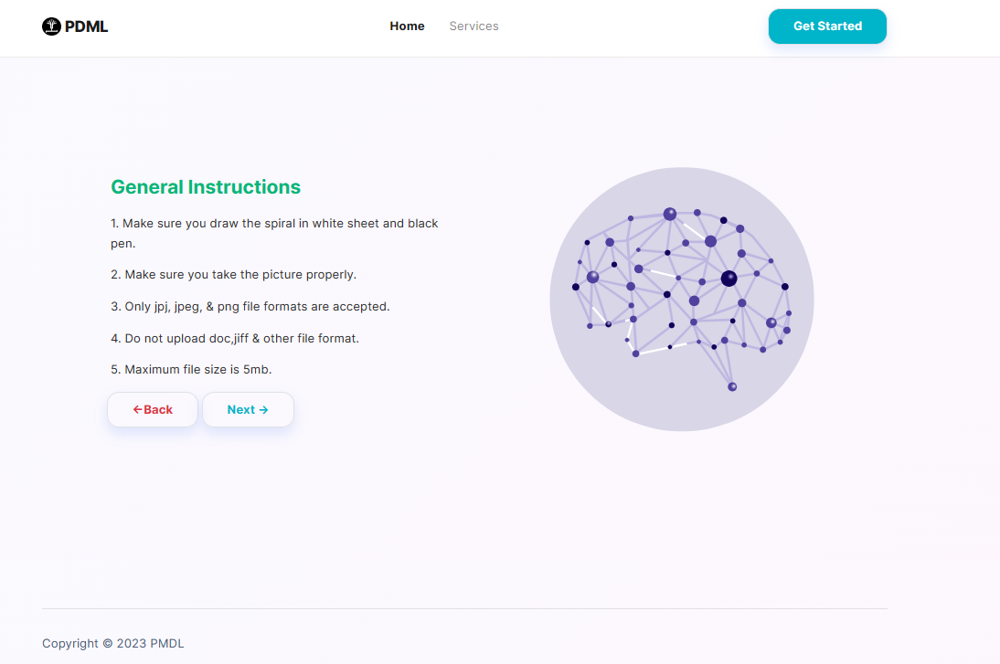 PDML
Home
Services
Get Started
General Instructions
1. Make sure you draw the spiral in white sheet and black
pen.
2. Make sure you take the picture properly.
3. Only jpj, jpeg, & png file formats are accepted.
4. Do not upload doc,jiff & other file format.
5. Maximum file size is 5mb.
←Back
Next →
Copyright © 2023 PMDL